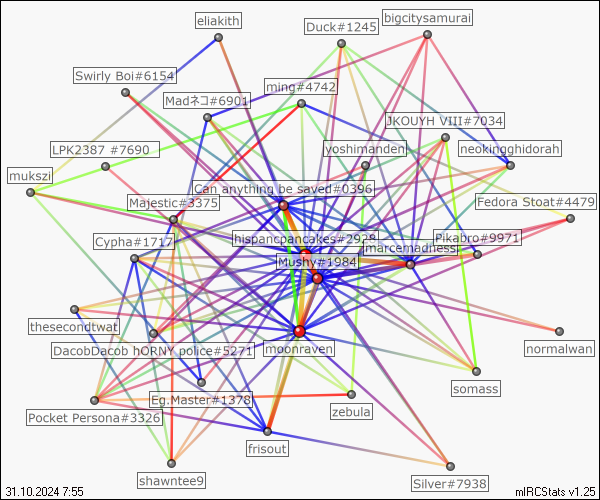 eliakith
bigcitysamurai
Duck#1245
Swirly Boi#6154
ming#4742
Madネコ#6901
JKOUYH VIII#7034
LPK2387 #7690
yoshimanden
neokingghidorah
mukszi
Can anything be saved#0396
Majestic#3375
Fedora Stoat#4479
Cypha#1717
hispancpancakes#2928
Pikabro#9971
marcemadness
Mushy#1984
thesecondtwat
DacobDacob hORNY police#5271
moonraven
normalwan
somass
Eg.Master#1378
Pocket Persona#3326
zebula
frisout
shawntee9
Silver#7938
31.10.2024 7:55
mIRCStats v1.25